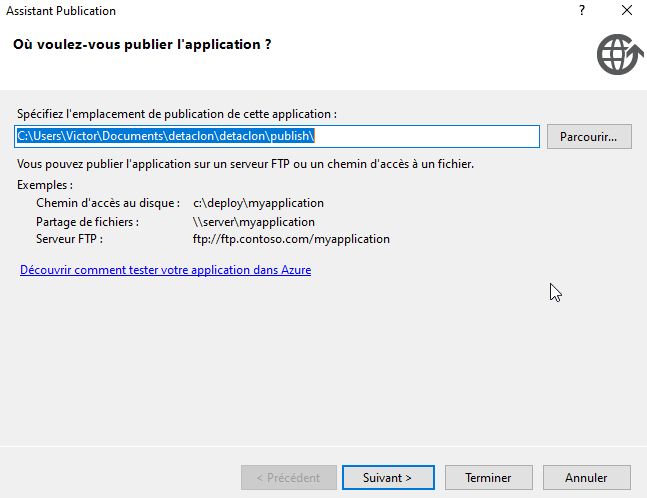 Assistant Publication
Où voulez-vous publier l'application ?
Spécifiez l'emplacement de publication de cette application :
C:\Users\Victor\Documents\detaclon\detaclon\publish\
Parcourir...
Vous pouvez publier l'application sur un serveur FTP ou un chemin d'accès à un fichier.
Exemples :
Chemin d'accès au disque : c:\deploy\myapplication
Partage de fichiers : \\server\myapplication
Serveur FTP : ftp://ftp.contoso.com/myapplication
Découvrir comment tester votre application dans Azure
< Précédent Suivant > Terminer Annuler